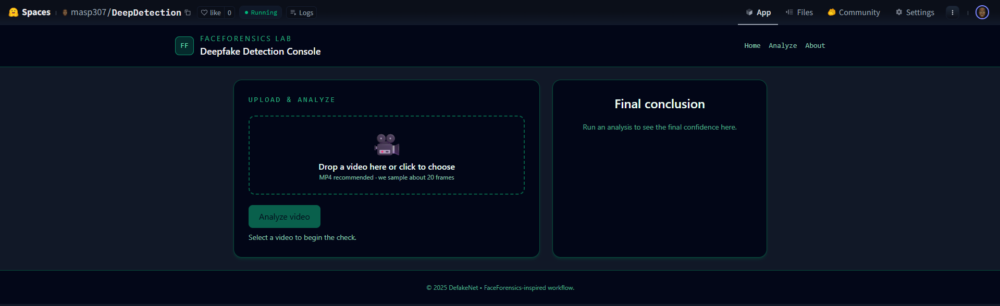 Spaces masp307/DeepDetection like 0 Running Logs App Files Community Settings
FF
FACEFORENSICS LAB
Deepfake Detection Console
Home Analyze About
UPLOAD & ANALYZE
Drop a video here or click to choose
MP4 recommended · we sample about 20 frames
Analyze video
Select a video to begin the check.
Final conclusion
Run an analysis to see the final confidence here.
© 2025 DefakeNet • FaceForensics-inspired workflow.